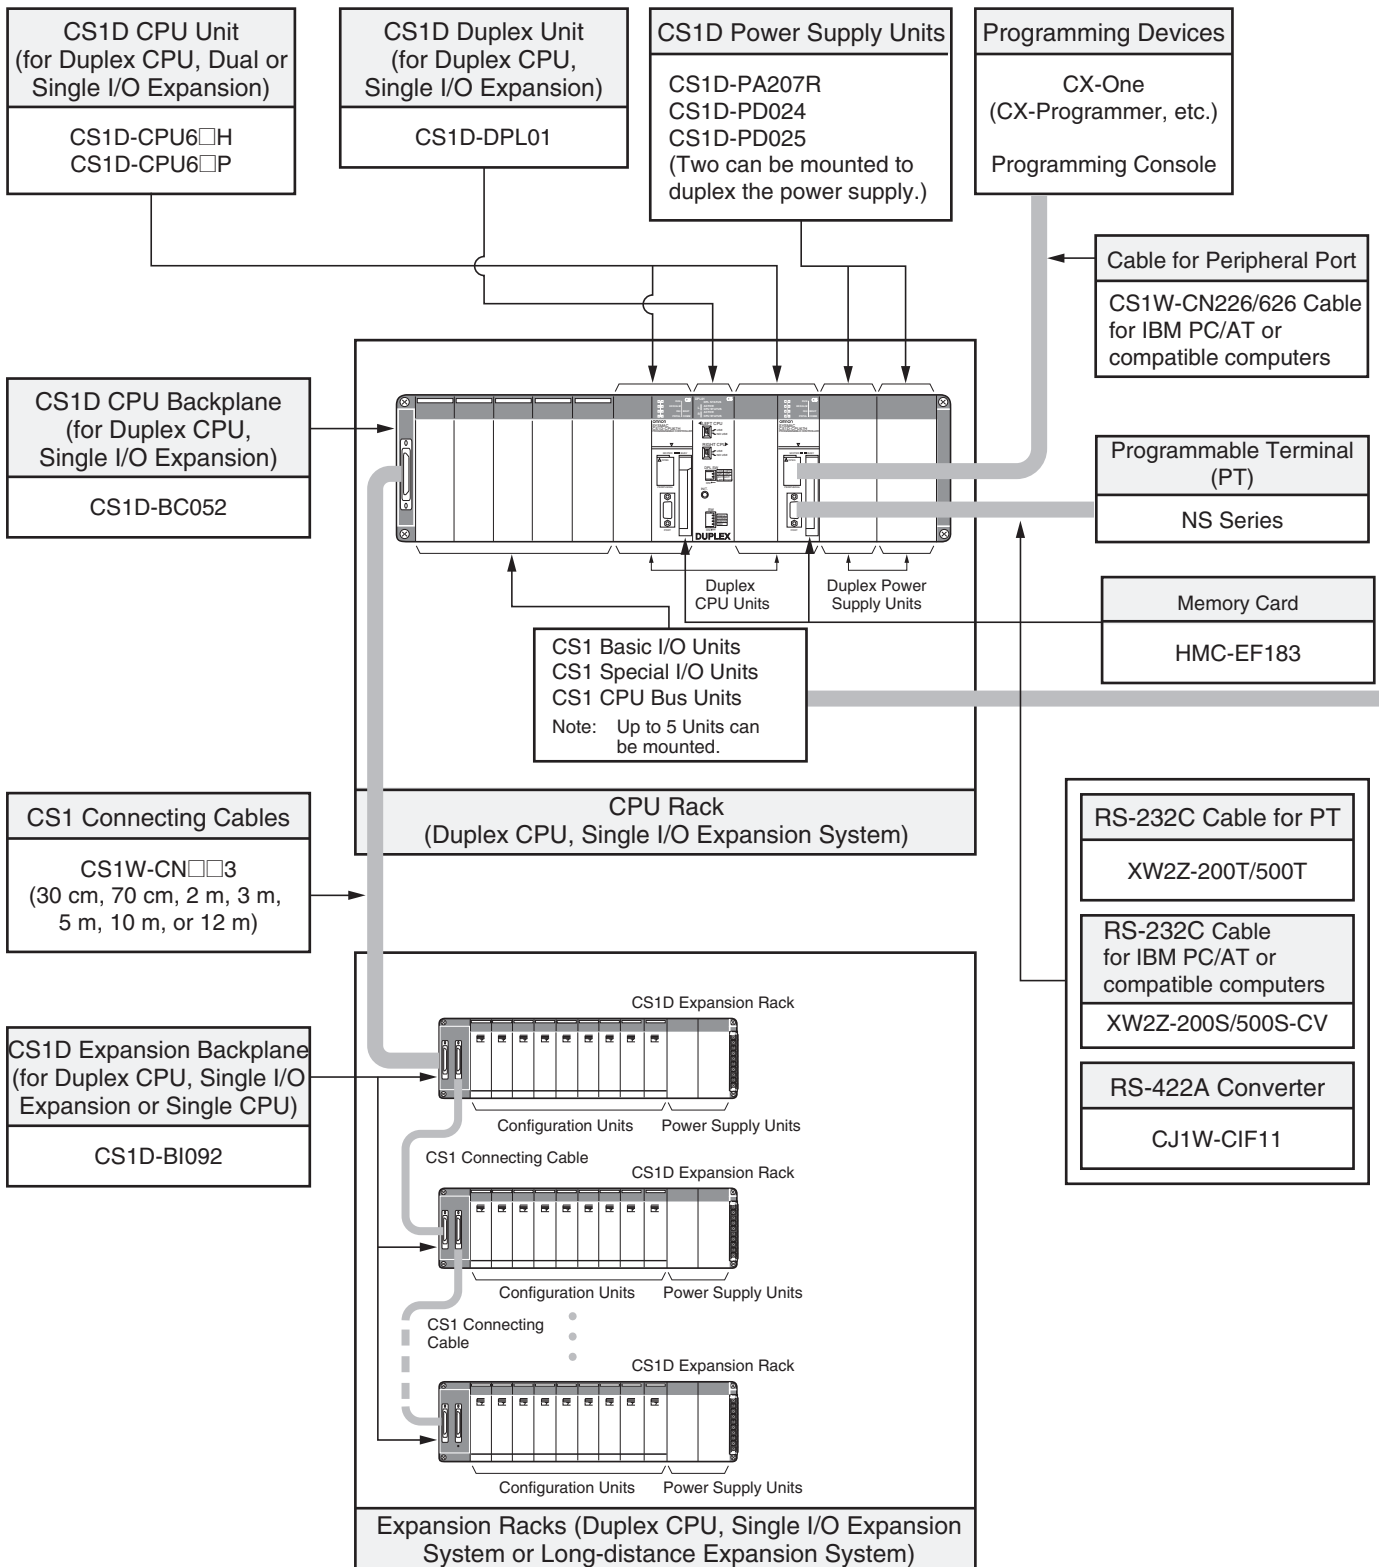 CS1D CPU Unit
(for Duplex CPU, Dual or
Single I/O Expansion)
CS1D-CPU6□H
CS1D-CPU6□P
CS1D Duplex Unit
(for Duplex CPU,
Single I/O Expansion)
CS1D-DPL01
CS1D Power Supply Units
CS1D-PA207R
CS1D-PD024
CS1D-PD025
(Two can be mounted to
duplex the power supply.)
Programming Devices
CX-One
(CX-Programmer, etc.)
Programming Console
Cable for Peripheral Port
CS1W-CN226/626 Cable
for IBM PC/AT or
compatible computers
CS1D CPU Backplane
(for Duplex CPU,
Single I/O Expansion)
CS1D-BC052
LEFT CPU
RIGHT CPU
DUPLEX
Programmable Terminal
(PT)
NS Series
Duplex
CPU Units
Duplex Power
Supply Units
Memory Card
HMC-EF183
CS1 Basic I/O Units
CS1 Special I/O Units
CS1 CPU Bus Units
Note: Up to 5 Units can
be mounted.
CPU Rack
(Duplex CPU, Single I/O Expansion System)
CS1 Connecting Cables
CS1W-CN□□3
(30 cm, 70 cm, 2 m, 3 m,
5 m, 10 m, or 12 m)
RS-232C Cable for PT
XW2Z-200T/500T
RS-232C Cable
for IBM PC/AT or
compatible computers
XW2Z-200S/500S-CV
RS-422A Converter
CJ1W-CIF11
CS1D Expansion Backplane
(for Duplex CPU, Single I/O
Expansion or Single CPU)
CS1D-BI092
CS1D Expansion Rack
Configuration Units
Power Supply Units
CS1 Connecting Cable
CS1D Expansion Rack
Configuration Units
Power Supply Units
CS1 Connecting
Cable
CS1D Expansion Rack
Configuration Units
Power Supply Units
Expansion Racks (Duplex CPU, Single I/O Expansion
System or Long-distance Expansion System)